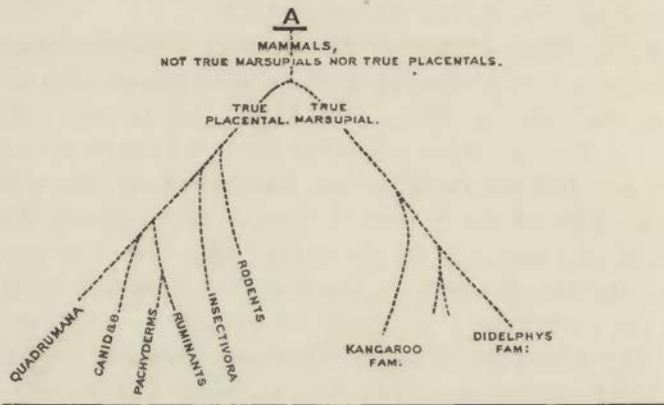 A
MAMMALS,
NOT TRUE MARSUPIALS NOR TRUE PLACENTALS.
TRUE PLACENTAL.
TRUE MARSUPIAL.
QUADRUMANA
CANIDæ
PACHYDERMS
RUMINANTS
INSECTIVORA
RODENTS
KANGAROO
FAM.
DIDELPHYS
FAM: